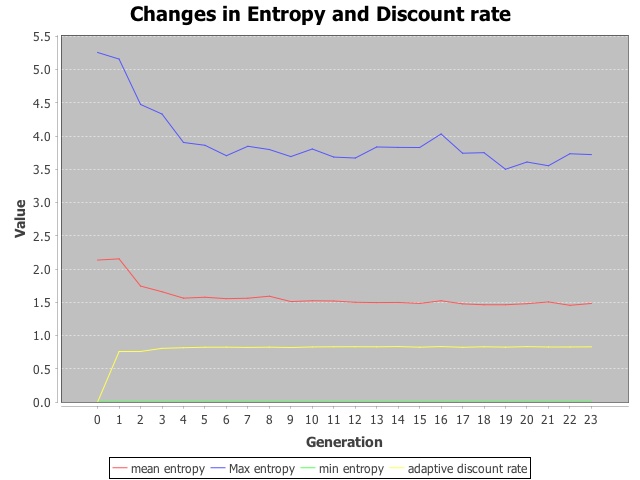 Changes in Entropy and Discount rate
Value
5.5
5.0
4.5
4.0
3.5
3.0
2.5
2.0
1.5
1.0
0.5
0.0
0 1 2 3 4 5 6 7 8 9 10 11 12 13 14 15 16 17 18 19 20 21 22 23
Generation
mean entropy Max entropy min entropy adaptive discount rate